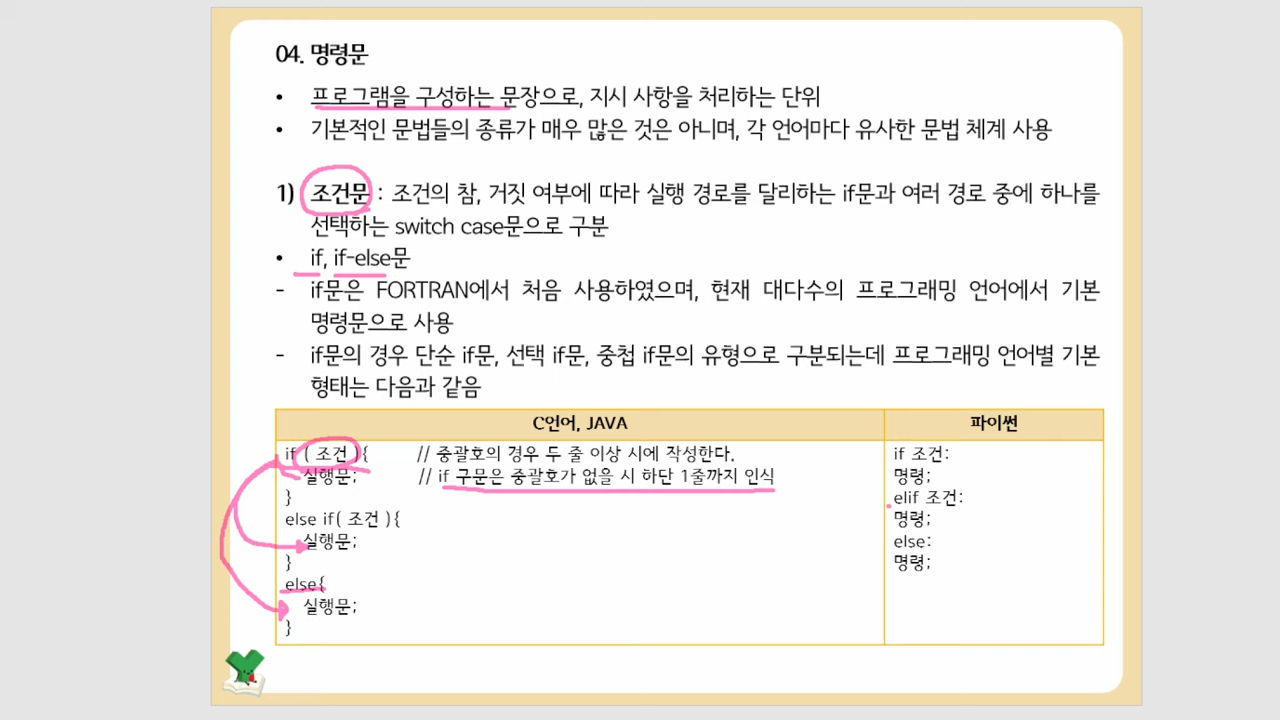 04. 명령문
• 프로그램을 구성하는 문장으로, 지시 사항을 처리하는 단위
• 기본적인 문법들의 종류가 매우 많은 것은 아니며, 각 언어마다 유사한 문법 체계 사용
1) 조건문 : 조건의 참, 거짓 여부에 따라 실행 경로를 달리하는 if문과 여러 경로 중에 하나를
선택하는 switch case문으로 구분
• if, if-else문
- if문은 FORTRAN에서 처음 사용하였으며, 현재 대다수의 프로그래밍 언어에서 기본
명령문으로 사용
- if문의 경우 단순 if문, 선택 if문, 중첩 if문의 유형으로 구분되는데 프로그래밍 언어별 기본
형태는 다음과 같음
C언어, JAVA
if ( 조건 ){ // 중괄호의 경우 두 줄 이상 시에 작성한다.
실행문; // if 구문은 중괄호가 없을 시 하단 1줄까지 인식
}
else if( 조건 ){
실행문;
}
else{
실행문;
}
파이썬
if 조건:
명령;
elif 조건:
명령;
else:
명령;